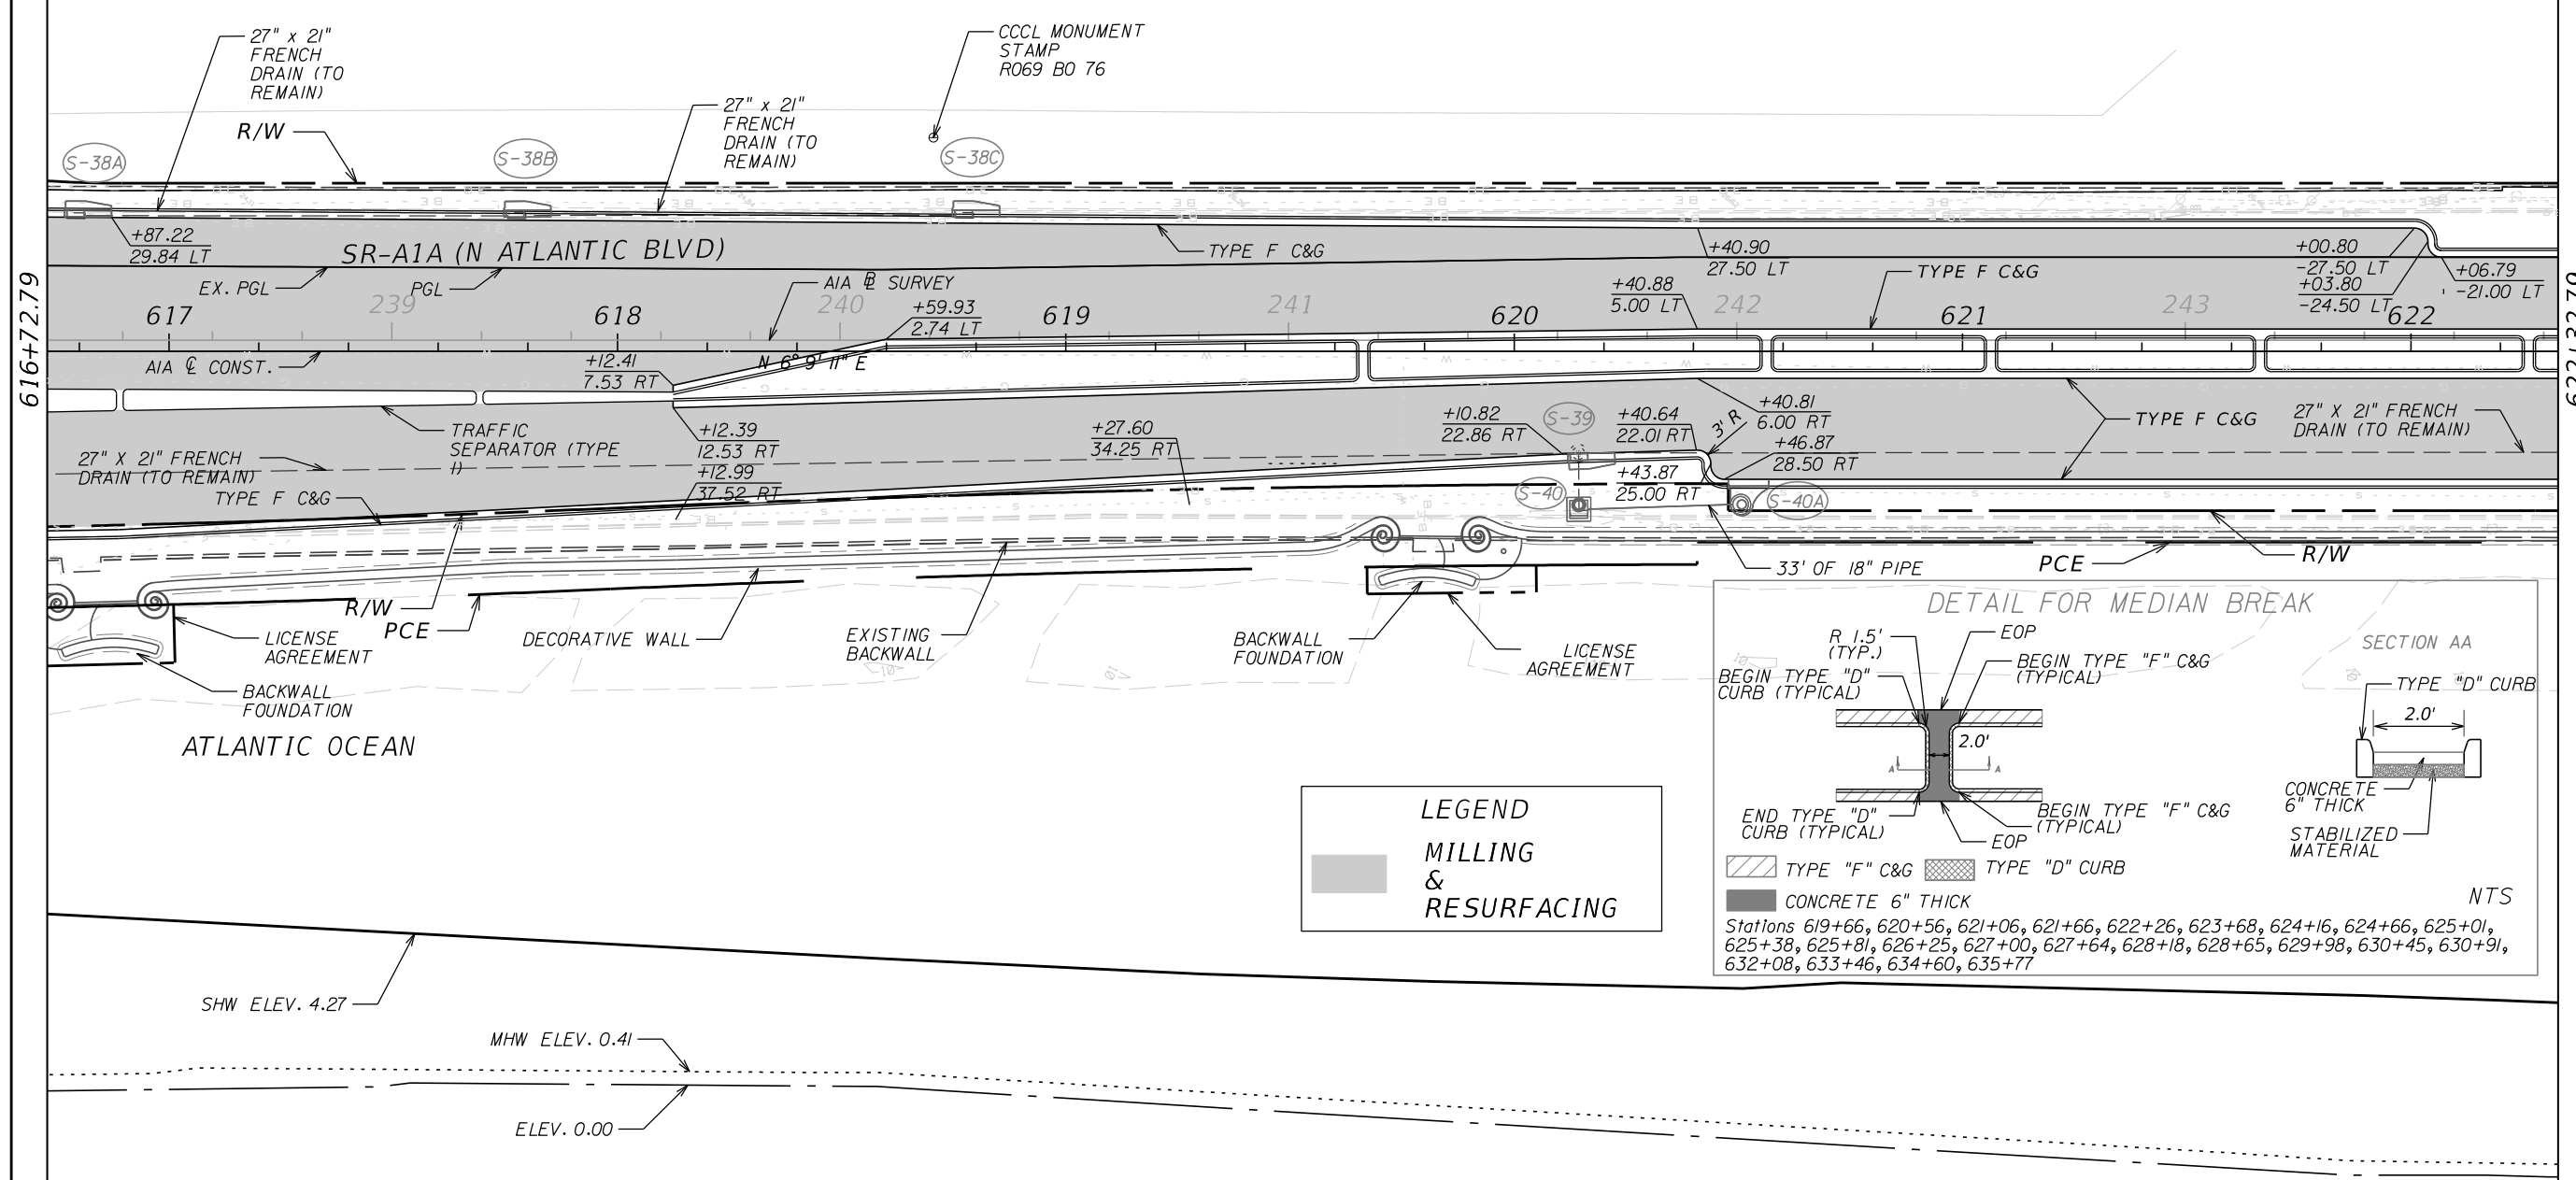 27" x 21"
FRENCH
DRAIN (TO
REMAIN)
CCCL MONUMENT
STAMP
R069 BO 76
27" x 21"
FRENCH
DRAIN (TO
REMAIN)
R/W
S-38A
S-38B
S-38C
+87.22
29.84 LT
SR-A1A (N ATLANTIC BLVD)
TYPE F C&G
+40.90
27.50 LT
TYPE F C&G
+00.80
-27.50 LT
+03.80
-24.50 LT
+06.79
-21.00 LT
EX. PGL
PGL
A1A B SURVEY
+59.93
2.74 LT
+40.88
5.00 LT
616+72.79
617
239
618
240
619
241
620
242
621
243
622
A1A CL CONST.
+12.41
7.53 RT
N 6° 9' 11" E
TRAFFIC
SEPARATOR (TYPE
I)
+12.39
12.53 RT
+12.99
37.52 RT
+27.60
34.25 RT
+10.82
22.86 RT
S-39
+40.64
22.01 RT
3' R
+40.81
6.00 RT
+46.87
28.50 RT
TYPE F C&G
27" X 21" FRENCH
DRAIN (TO REMAIN)
27" X 21" FRENCH
DRAIN (TO REMAIN)
TYPE F C&G
S-40
+43.87
25.00 RT
S-40A
R/W
PCE
33' OF 18" PIPE
R/W
PCE
LICENSE
AGREEMENT
DECORATIVE WALL
EXISTING
BACKWALL
BACKWALL
FOUNDATION
LICENSE
AGREEMENT
BACKWALL
FOUNDATION
ATLANTIC OCEAN
DETAIL FOR MEDIAN BREAK
R 1.5'
(TYP.)
EOP
SECTION AA
BEGIN TYPE "D"
CURB (TYPICAL)
BEGIN TYPE "F" C&G
(TYPICAL)
TYPE "D" CURB
2.0'
2.0'
A
A
END TYPE "D"
CURB (TYPICAL)
BEGIN TYPE "F" C&G
(TYPICAL)
EOP
CONCRETE
6" THICK
STABILIZED
MATERIAL
TYPE "F" C&G
TYPE "D" CURB
CONCRETE 6" THICK
NTS
Stations 619+66, 620+56, 621+06, 621+66, 622+26, 623+68, 624+16, 624+66, 625+01,
625+38, 625+81, 626+25, 627+00, 627+64, 628+18, 628+65, 629+98, 630+45, 630+91,
632+08, 633+46, 634+60, 635+77
LEGEND
MILLING
&
RESURFACING
SHW ELEV. 4.27
MHW ELEV. 0.41
ELEV. 0.00